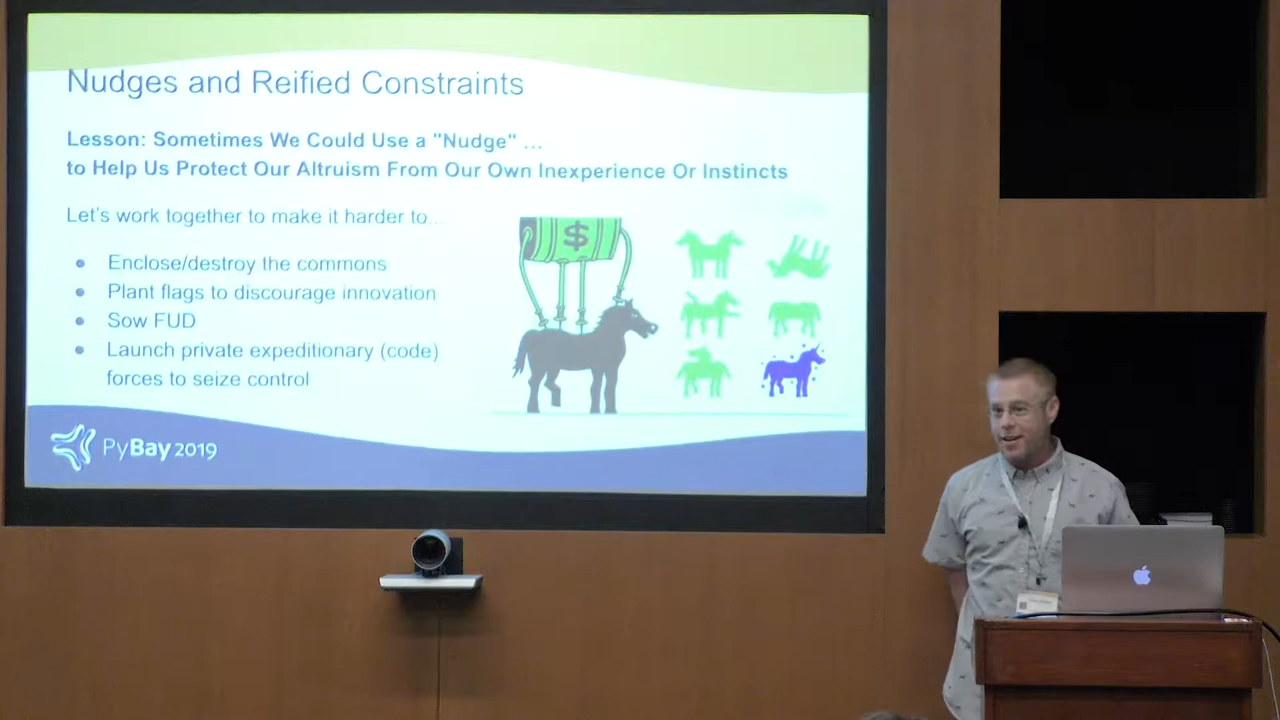 Nudges and Reified Constraints
Lesson: Sometimes We Could Use a "Nudge" ...
to Help Us Protect Our Altruism From Our Own Inexperience Or Instincts
Let's work together to make it harder to...
● Enclose/destroy the commons
● Plant flags to discourage innovation
● Sow FUD
● Launch private expeditionary (code)
forces to seize control
$
PyBay 2019